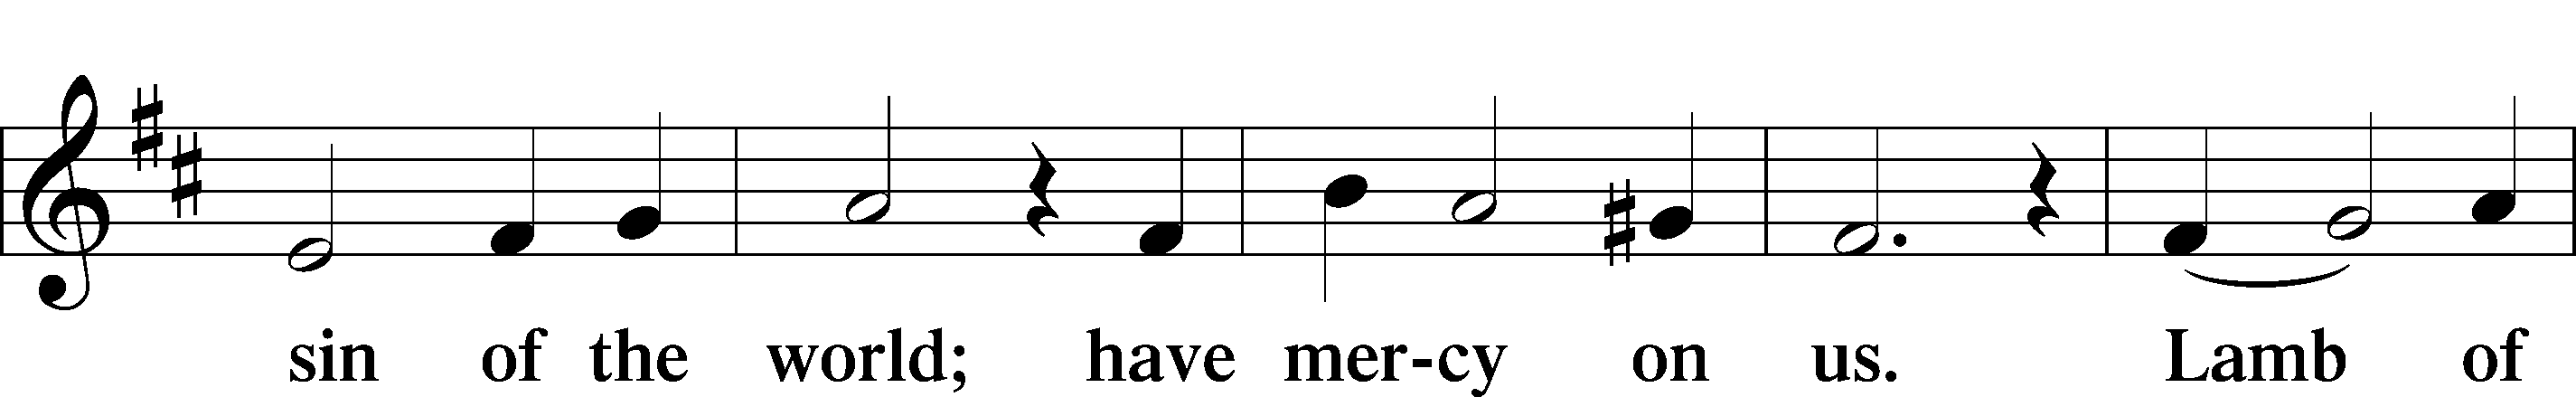 sin of the world; have mer-cy on us. Lamb of